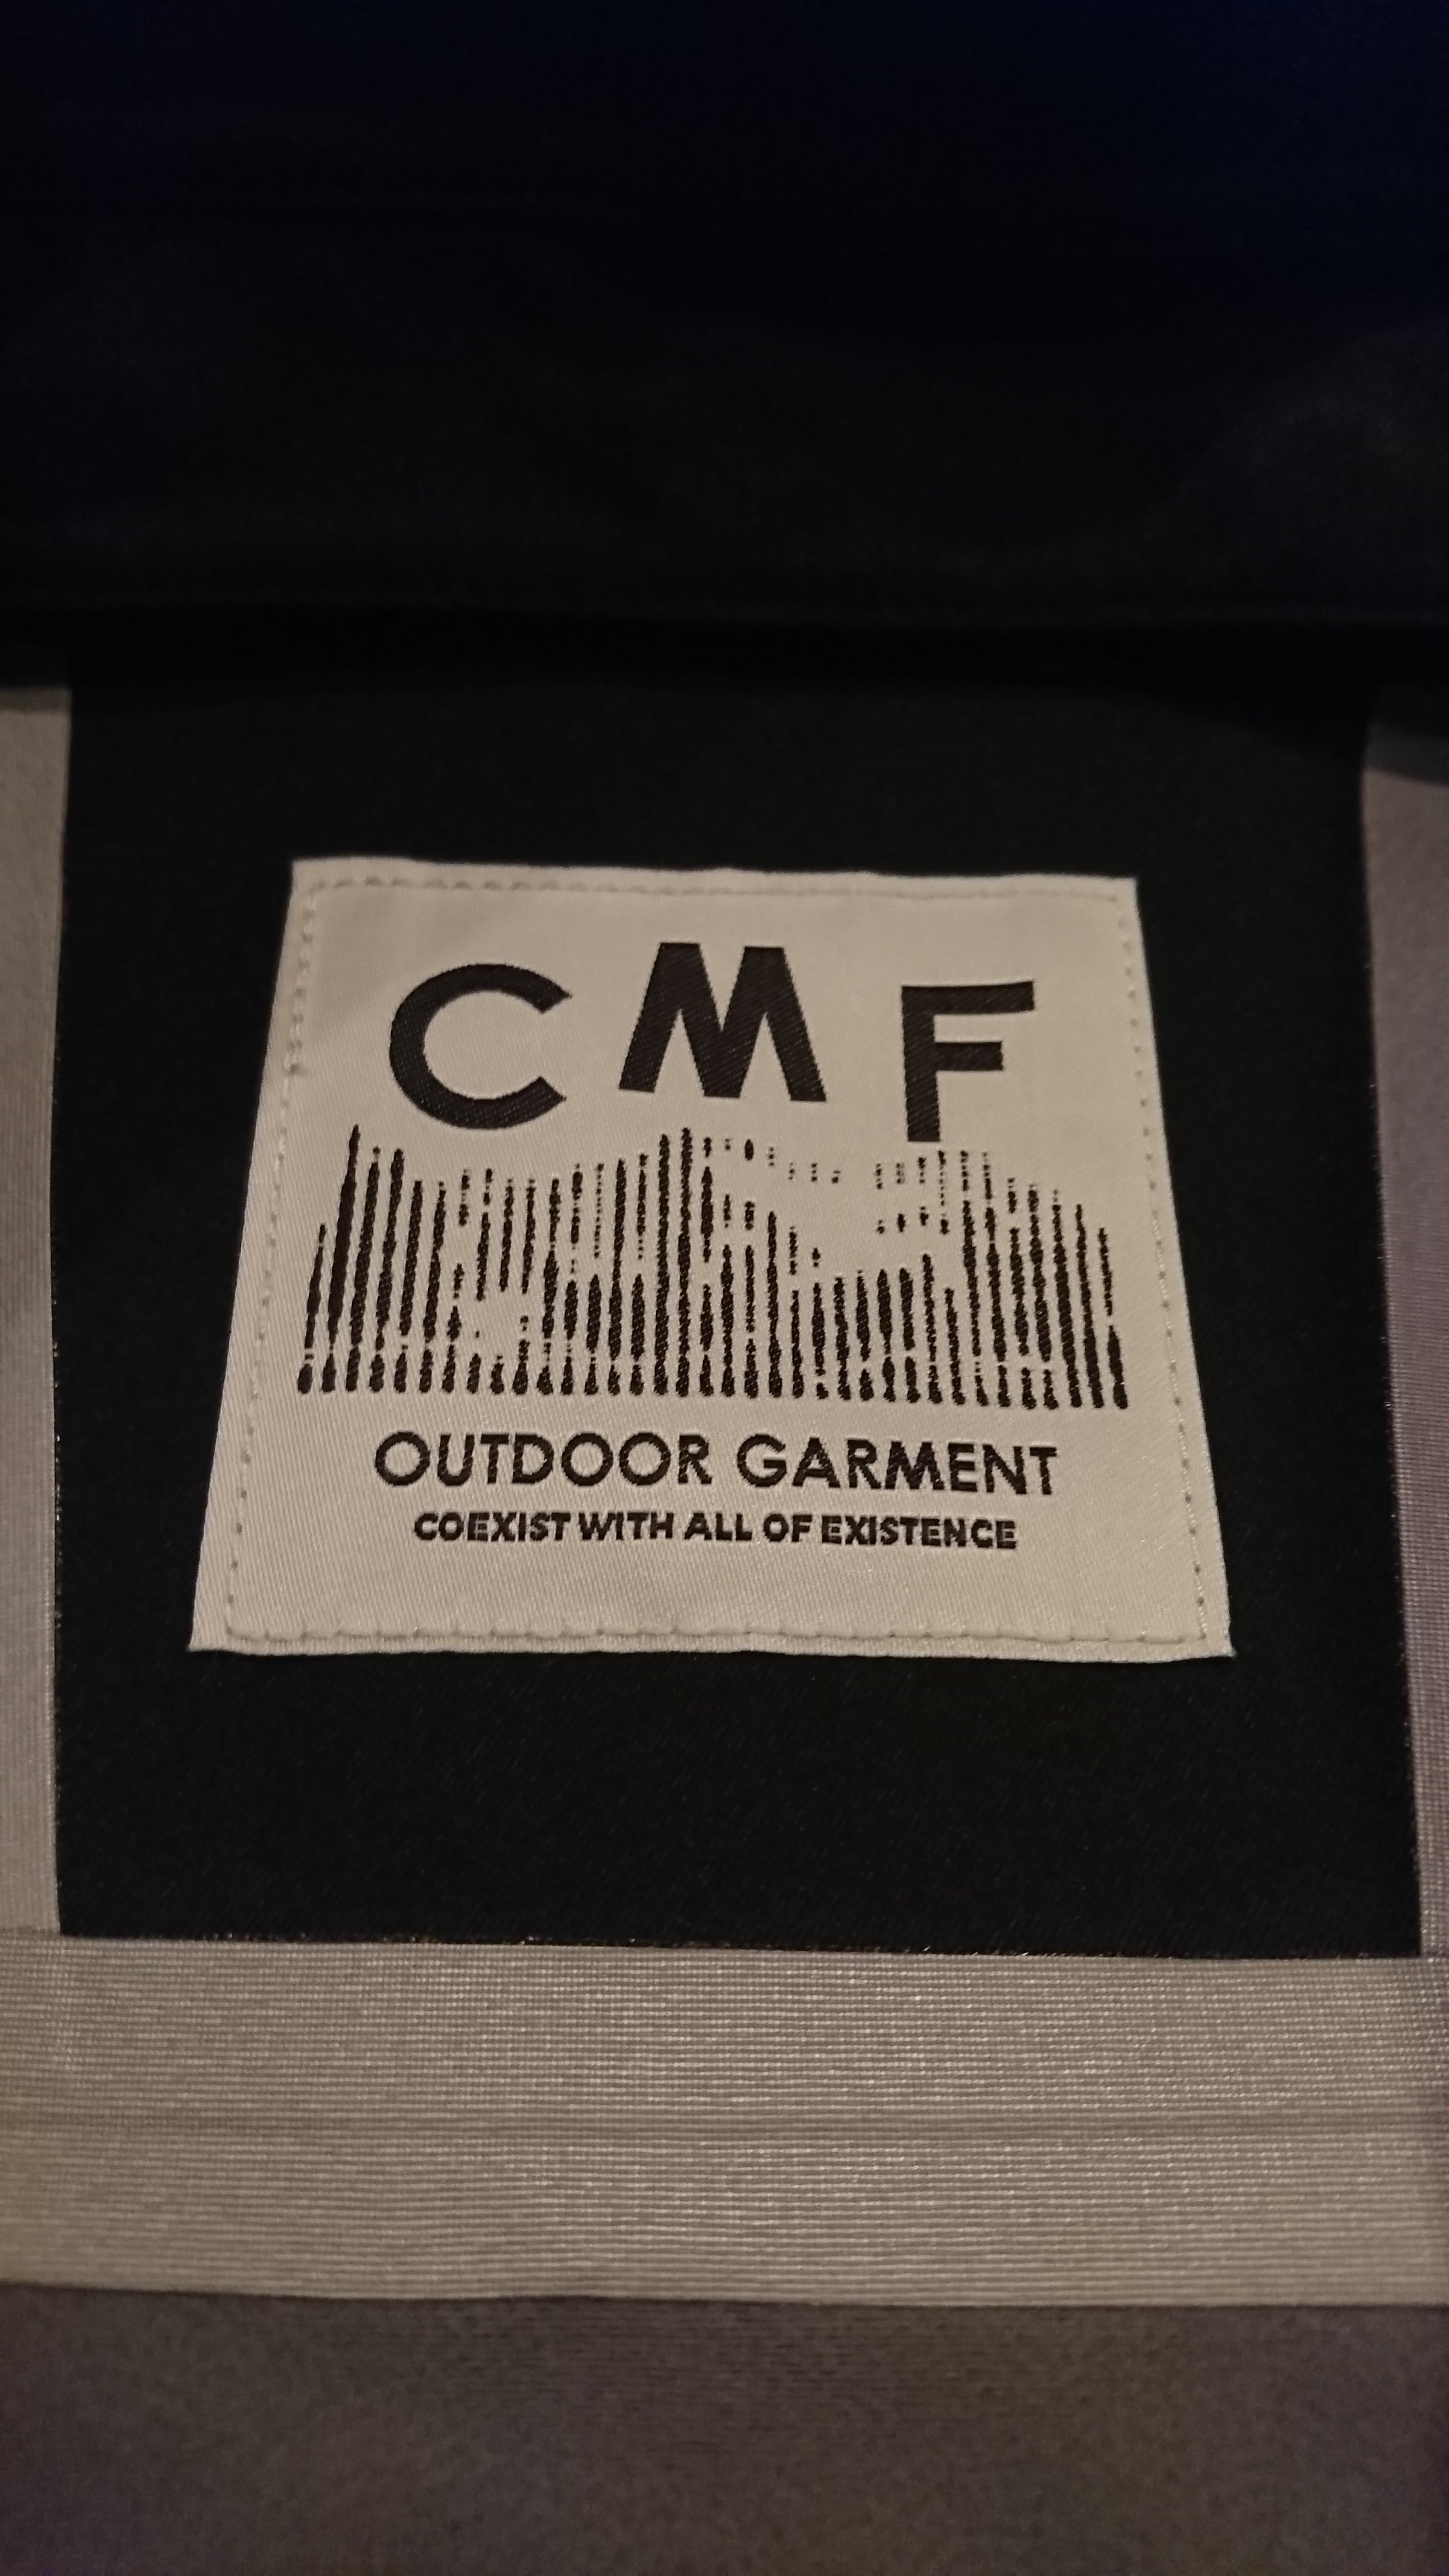 CMF
OUTDOOR GARMENT
COEXIST WITH ALL OF EXISTENCE